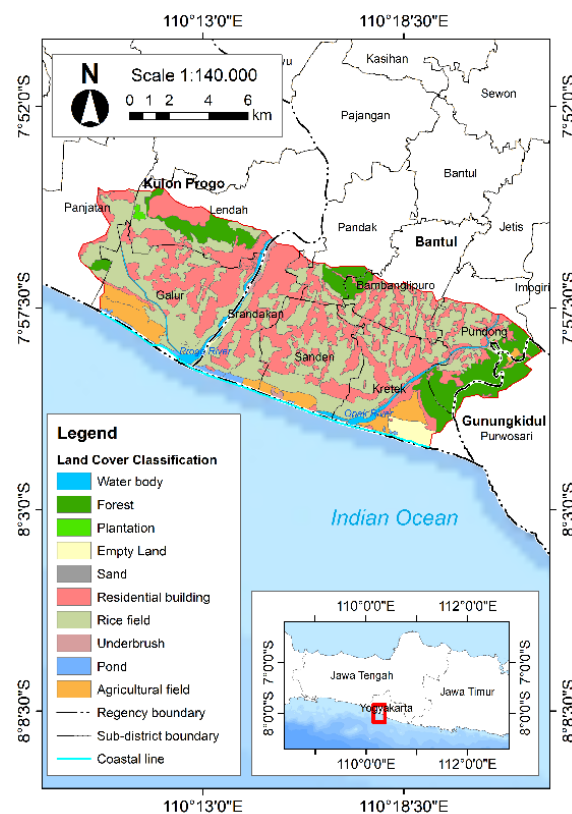 110°13'0"E 110°18'30"E
N
Scale 1:140.000
0 1 2 4 6
km
wu
Kasihan
Sewon
Pajangan
Bantul
Kulon Progo
Panjatan
Lendah
Pandak
Jetis
Bantul
Imogiri
Bambanglipuro
Galur
Srandakan
Pundong
Progo River
Sanden
Kretek
Opak River
Gunungkidul
Purwosari
7°52'0"S
7°57'30"S
8°3'0"S
8°8'30"S
7°52'0"S
7°57'30"S
8°3'0"S
8°8'30"S
Indian Ocean
Legend
Land Cover Classification
Water body
Forest
Plantation
Empty Land
Sand
Residential building
Rice field
Underbrush
Pond
Agricultural field
Regency boundary
Sub-district boundary
Coastal line
110°0'0"E 112°0'0"E
7°0'0"S
8°0'0"S
7°0'0"S
8°0'0"S
Jawa Tengah
Jawa Timur
Yogyakarta
110°0'0"E 112°0'0"E
110°13'0"E 110°18'30"E